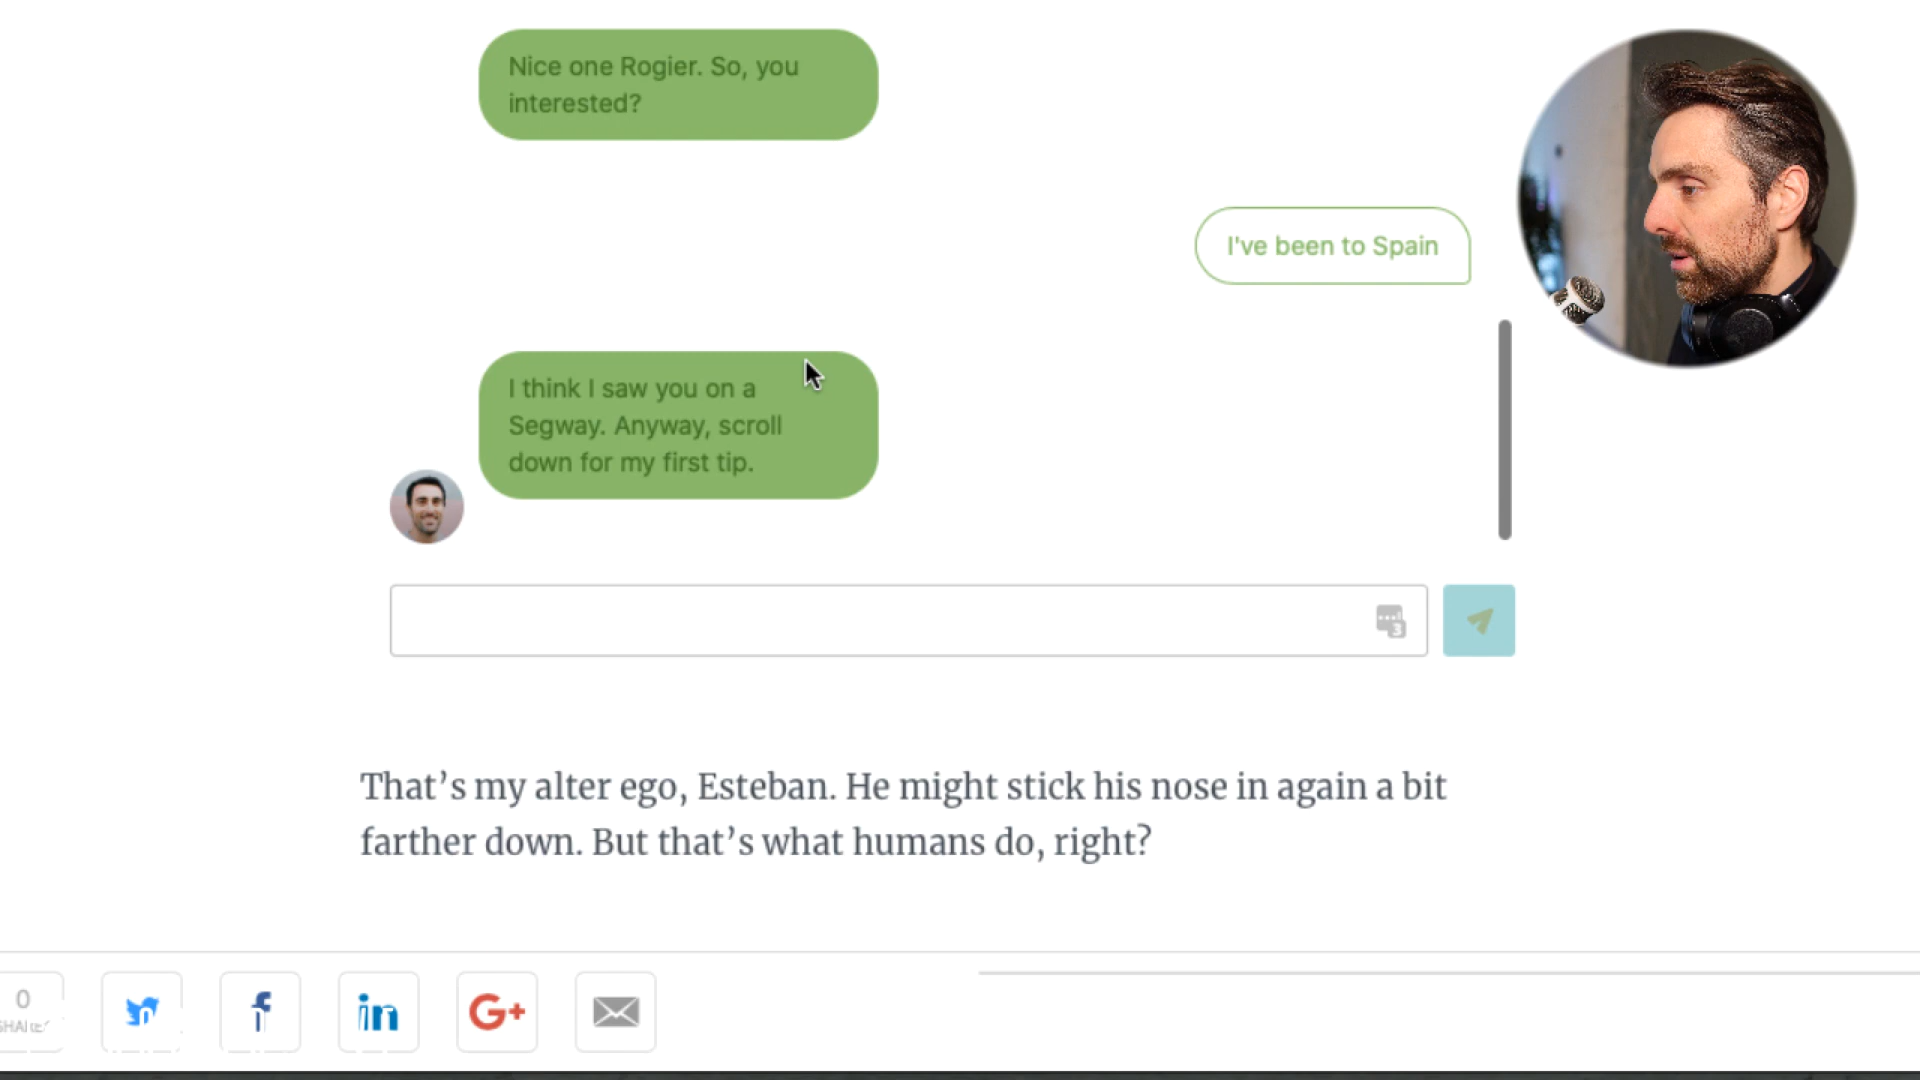 Nice one Rogier. So, you
interested?
I've been to Spain
I think I saw you on a
Segway. Anyway, scroll
down for my first tip.
3
That’s my alter ego, Esteban. He might stick his nose in again a bit
farther down. But that’s what humans do, right?
0
f
in
G+